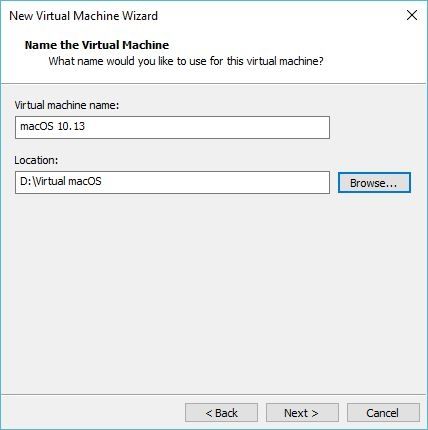 New Virtual Machine Wizard
Name the Virtual Machine
What name would you like to use for this virtual machine?
Virtual machine name:
macOS 10.13
Location:
D:\Virtual macOS
Browse...
< Back
Next >
Cancel